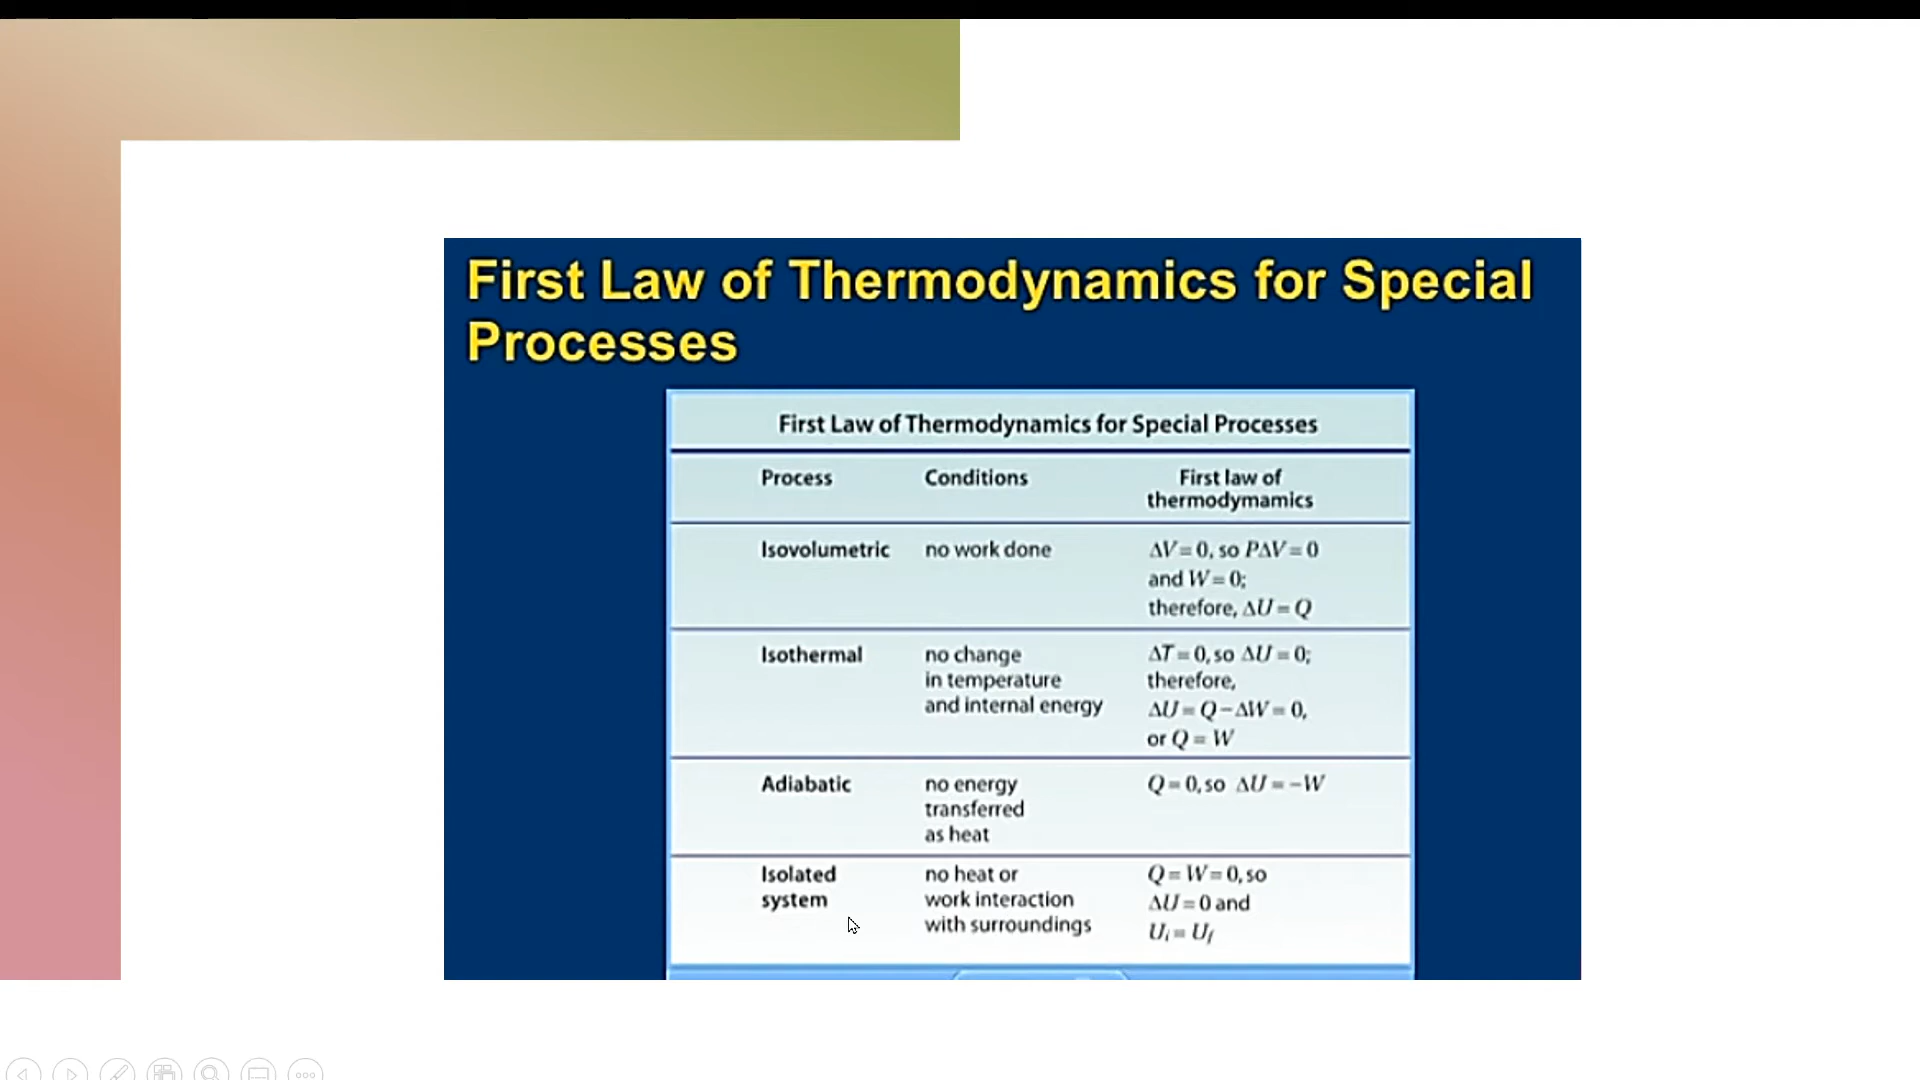 First Law of Thermodynamics for Special
Processes
First Law of Thermodynamics for Special Processes
Process
Conditions
First law of
thermodymamics
Isovolumetric
no work done
ΔV = 0, so PΔV = 0
and W = 0;
therefore, ΔU = Q
Isothermal
no change
in temperature
and internal energy
ΔT = 0, so ΔU = 0;
therefore,
ΔU = Q − ΔW = 0,
or Q = W
Adiabatic
no energy
transferred
as heat
Q = 0, so ΔU = −W
Isolated
system
no heat or
work interaction
with surroundings
Q = W = 0, so
ΔU = 0 and
Uᵢ = U_f